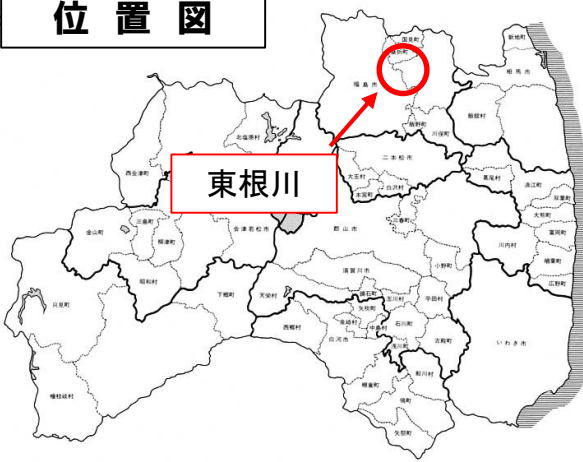 位置図
国見町
桑折町
新地町
相馬市
福島市
飯舘村
飯野町
川俣町
北塩原村
二本松市
西会津町
大玉村
白沢村
本宮町
葛尾村
浪江町
双葉町
大熊町
東根川
三島町
金山町
柳津町
会津若松市
郡山市
三春町
富岡町
川内村
楢葉町
広野町
小野町
昭和村
須賀川市
下郷町
天栄村
鏡石町
玉川村
平田村
只見町
矢吹町
泉崎村
中島村
石川町
西郷村
白河市
浅川町
古殿町
いわき市
鮫川村
檜枝岐村
棚倉町
塙町
矢祭町